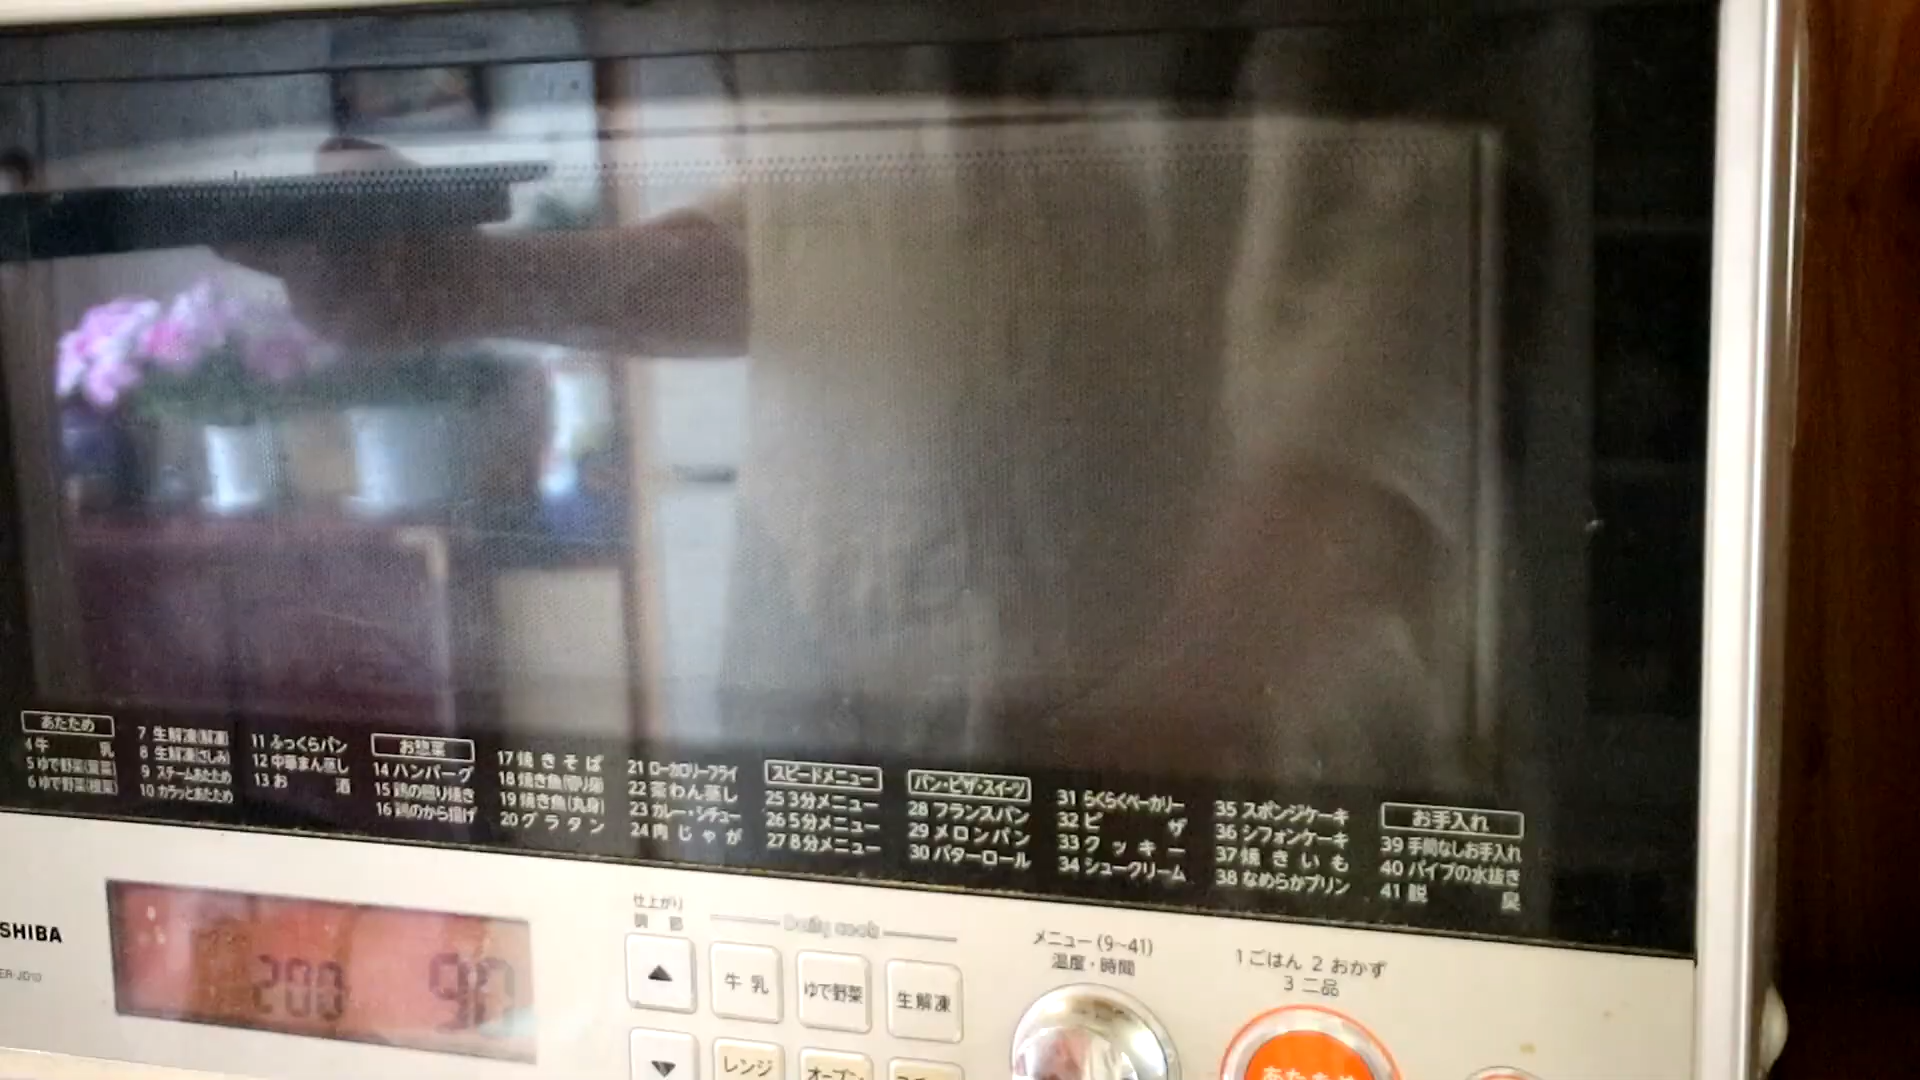 あたため
4 牛 乳
5 ゆで野菜(葉菜)
6 ゆで野菜(根菜)
7 生解凍(解凍)
8 生解凍(さしみ)
9 スチームあたため
10 カラッとあたため
11 ふっくらパン
12 中華まん蒸し
13 お 酒
お惣菜
14 ハンバーグ
15 鶏の照り焼き
16 鶏のから揚げ
17 焼きそば
18 焼き魚(切り身)
19 焼き魚(丸身)
20 グラタン
21 ローカロリーフライ
22 茶わん蒸し
23 カレー・シチュー
24 肉じゃが
スピードメニュー
25 3分メニュー
26 5分メニュー
27 8分メニュー
パン・ピザ・スイーツ
28 フランスパン
29 メロンパン
30 バターロール
31 らくらくベーカリー
32 ピ ザ
33 クッキー
34 シュークリーム
35 スポンジケーキ
36 シフォンケーキ
37 焼きいも
38 なめらかプリン
お手入れ
39 手間なしお手入れ
40 パイプの水抜き
41 脱 臭
SHIBA
ER-JD10
200
仕上がり
調 節
Daily cook
▲
牛乳
ゆで野菜
生解凍
メニュー(9~41)
温度・時間
1 ごはん 2 おかず
3 二品
▼
レンジ
オーブン